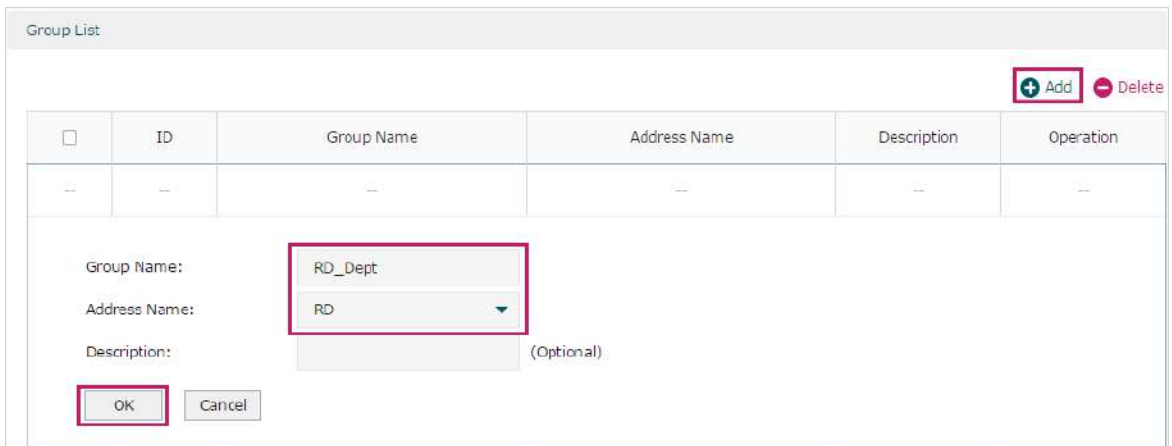 Group List
Add Delete
ID Group Name Address Name Description Operation
-- -- -- -- -- --
Group Name: RD_Dept
Address Name: RD
Description: (Optional)
OK Cancel